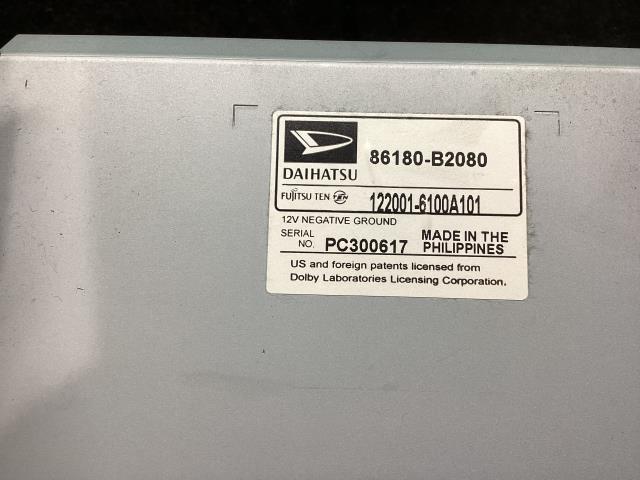 86180-B2080
DAIHATSU
FUJITSU TEN TEN
122001-6100A101
12V NEGATIVE GROUND
SERIAL NO. PC300617
MADE IN THE PHILIPPINES
US and foreign patents licensed from
Dolby Laboratories Licensing Corporation.